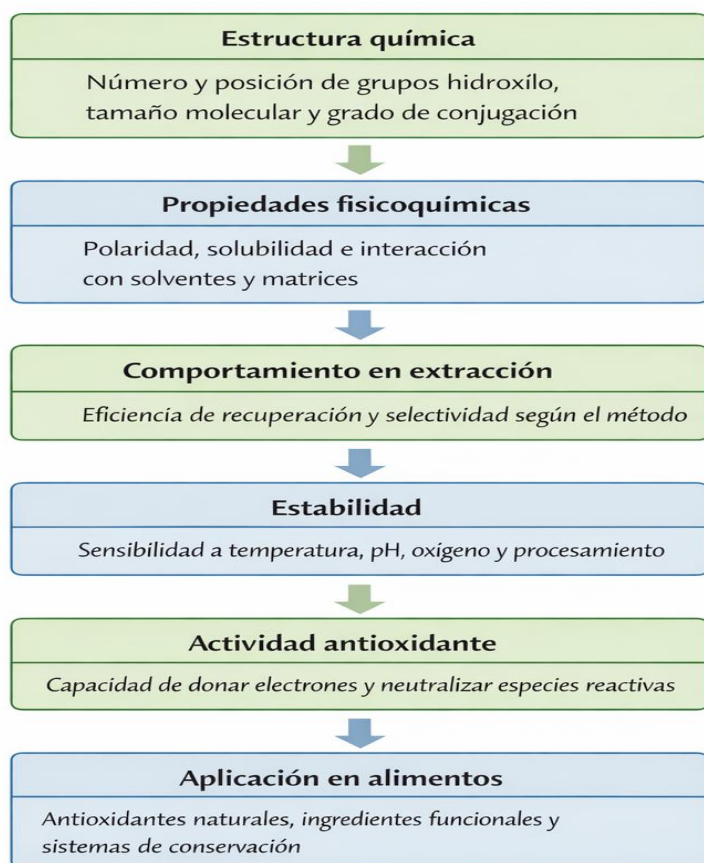 Estructura química
Número y posición de grupos hidroxilo,
tamaño molecular y grado de conjugación
Propiedades fisicoquímicas
Polaridad, solubilidad e interacción
con solventes y matrices
Comportamiento en extracción
Eficiencia de recuperación y selectividad según el método
Estabilidad
Sensibilidad a temperatura, pH, oxígeno y procesamiento
Actividad antioxidante
Capacidad de donar electrones y neutralizar especies reactivas
Aplicación en alimentos
Antioxidantes naturales, ingredientes funcionales y
sistemas de conservación